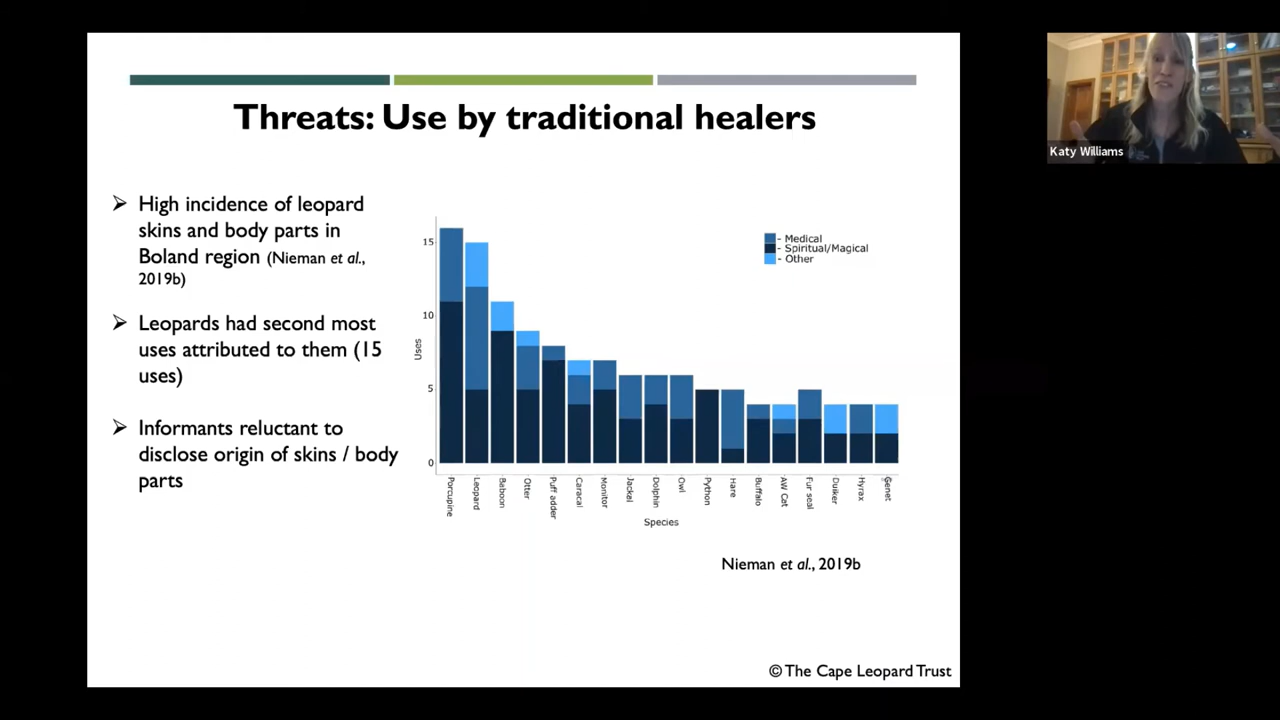 Threats: Use by traditional healers
Katy Williams
➢ High incidence of leopard
skins and body parts in
Boland region (Nieman et al.,
2019b)
➢ Leopards had second most
uses attributed to them (15
uses)
➢ Informants reluctant to
disclose origin of skins / body
parts
- Medical
- Spiritual/Magical
- Other
15
10
5
0
Uses
Porcupine
Leopard
Baboon
Otter
Puff adder
Caracal
Monitor
Jackel
Dolphin
Owl
Python
Hare
Buffalo
AW Cat
Fur seal
Duiker
Hyrax
Genet
Species
Nieman et al., 2019b
© The Cape Leopard Trust